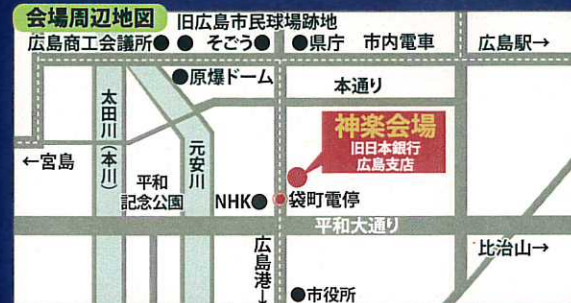 会場周辺地図
旧広島市民球場跡地
広島商工会議所● ● そごう● ●県庁 市内電車 広島駅→
●原爆ドーム
本通り
太田川（本川）
元安川
神楽会場
旧日本銀行
広島支店
←宮島
平和
記念公園
NHK●
袋町電停
平和大通り
広島港→
比治山→
●市役所